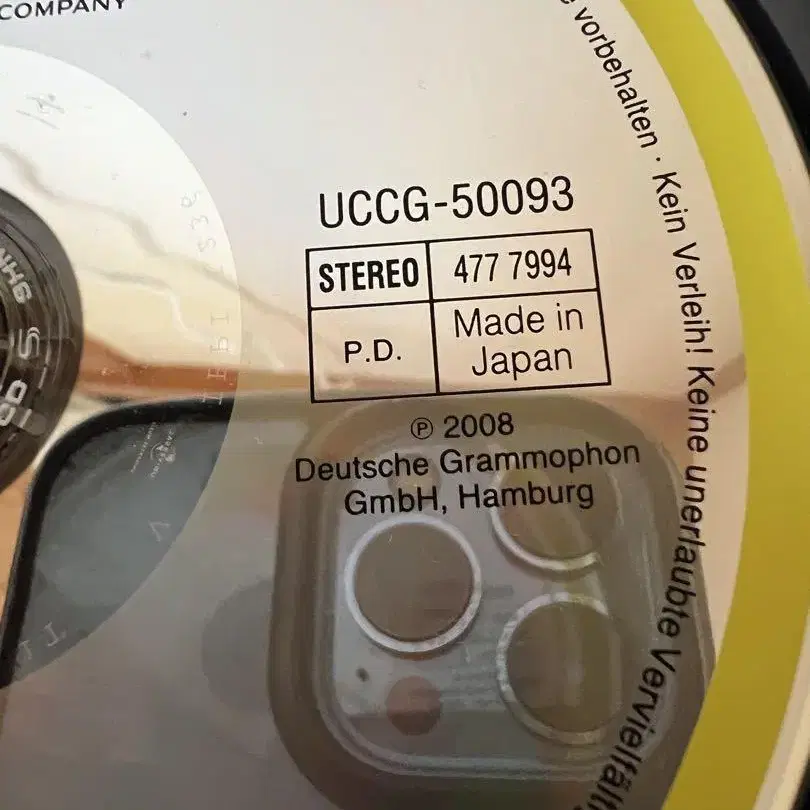 COMPANY
UCCG-50093
STEREO 477 7994
P.D. Made in
Japan
℗ 2008
Deutsche Grammophon
GmbH, Hamburg
vorbehalten · Kein Verleih! Keine unerlaubte